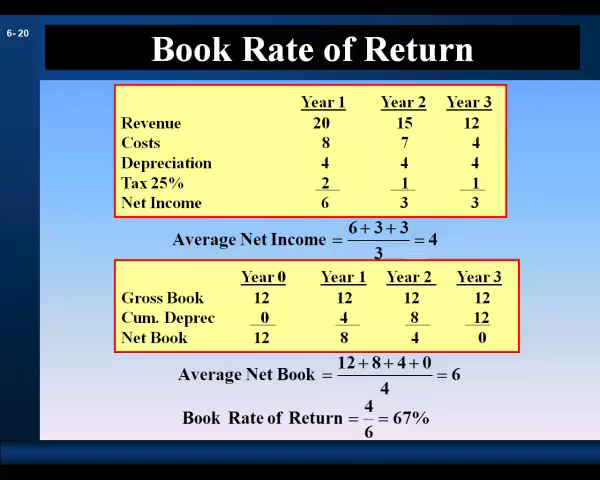 6- 20
Book Rate of Return
Year 1 Year 2 Year 3
Revenue 20 15 12
Costs 8 7 4
Depreciation 4 4 4
Tax 25% 2 1 1
Net Income 6 3 3
Average Net Income = (6 + 3 + 3)/3 = 4
Year 0 Year 1 Year 2 Year 3
Gross Book 12 12 12 12
Cum. Deprec 0 4 8 12
Net Book 12 8 4 0
Average Net Book = (12 + 8 + 4 + 0)/4 = 6
Book Rate of Return = 4/6 = 67%